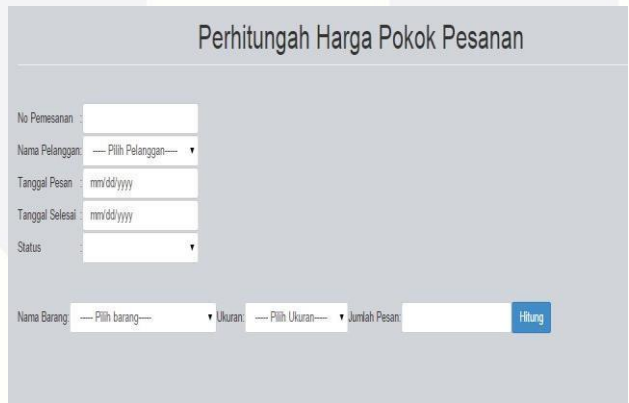 Perhitungah Harga Pokok Pesanan
No Pemesanan :
Nama Pelanggan: ----- Pilih Pelanggan-----
Tanggal Pesan : mm/dd/yyyy
Tanggal Selesai : mm/dd/yyyy
Status :
Nama Barang: ----- Pilih barang----- Ukuran: ----- Pilih Ukuran----- Jumlah Pesan: Hitung